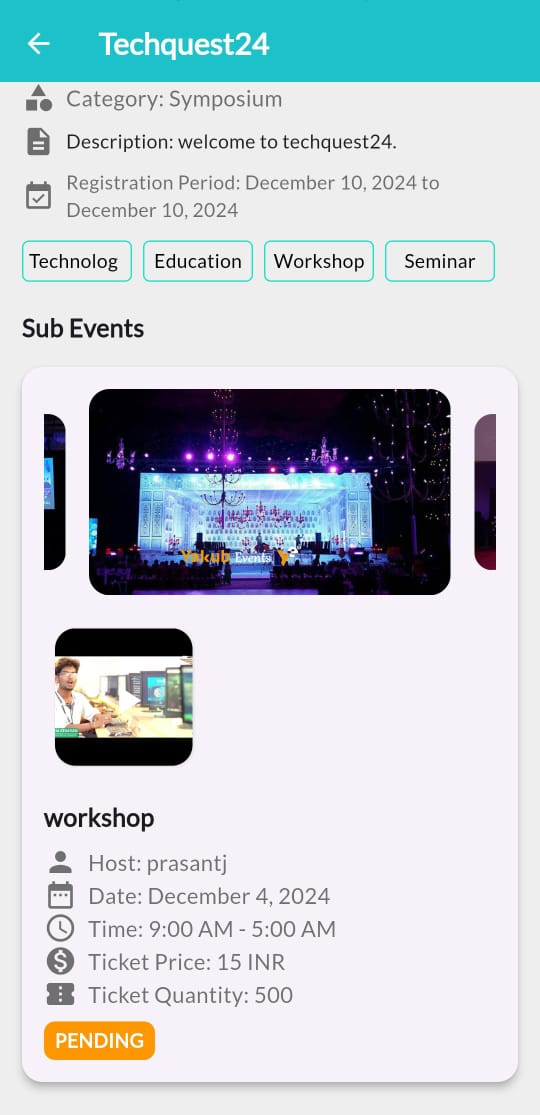 Techquest24
Category: Symposium
Description: welcome to techquest24.
Registration Period: December 10, 2024 to
December 10, 2024
Technolog
Education
Workshop
Seminar
Sub Events
Yakub Events
workshop
Host: prasantj
Date: December 4, 2024
Time: 9:00 AM - 5:00 AM
Ticket Price: 15 INR
Ticket Quantity: 500
PENDING